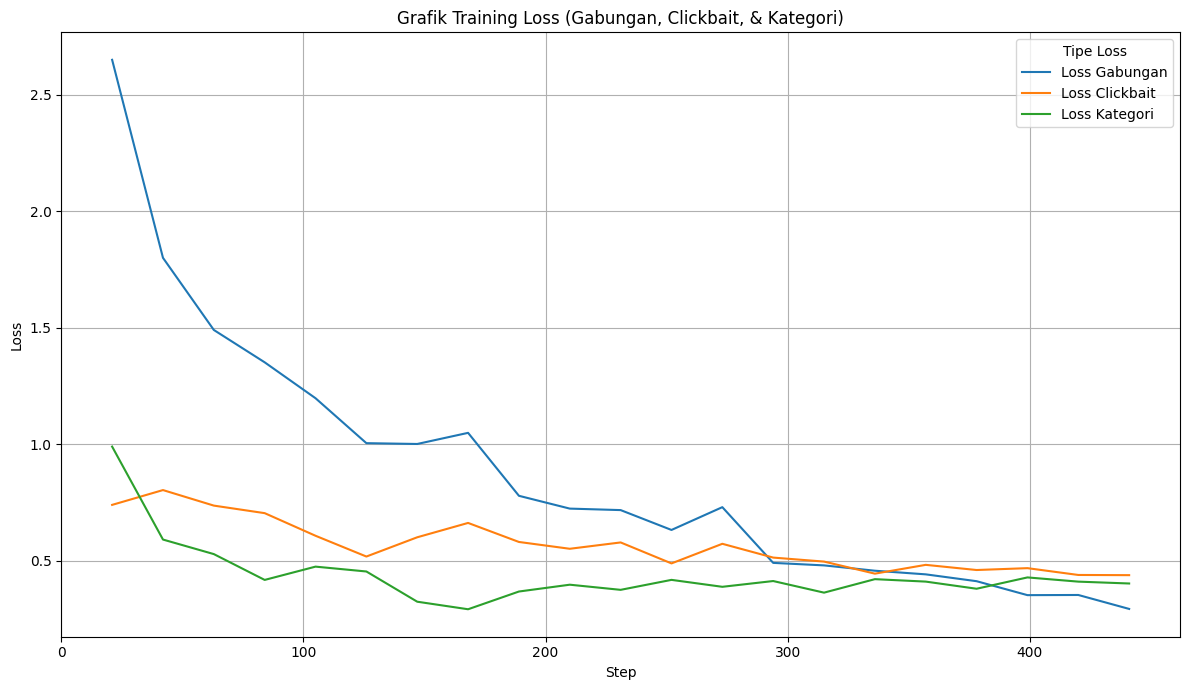 Grafik Training Loss (Gabungan, Clickbait, & Kategori)
Tipe Loss
Loss Gabungan
Loss Clickbait
Loss Kategori
Loss
2.5
2.0
1.5
1.0
0.5
0 100 200 300 400
Step